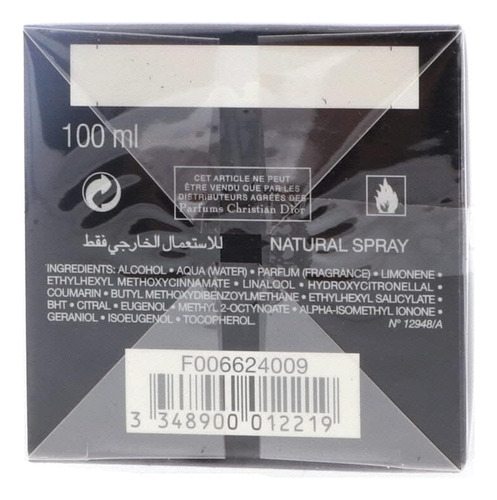 100 ml
CET ARTICLE NE PEUT
ÊTRE VENDU QUE PAR LES
DISTRIBUTEURS AGRÉES DES
Parfums Christian Dior
للاستعمال الخارجي فقط
NATURAL SPRAY
INGREDIENTS: ALCOHOL • AQUA (WATER) • PARFUM (FRAGRANCE) • LIMONENE •
ETHYLHEXYL METHOXYCINNAMATE • LINALOOL • HYDROXYCITRONELLAL •
COUMARIN • BUTYL METHOXYDIBENZOYLMETHANE • ETHYLHEXYL SALICYLATE •
BHT • CITRAL • EUGENOL • METHYL 2-OCTYNOATE • ALPHA-ISOMETHYL IONONE •
GERANIOL • ISOEUGENOL • TOCOPHEROL.
N° 12948/A
F006624009
3 348900 012219